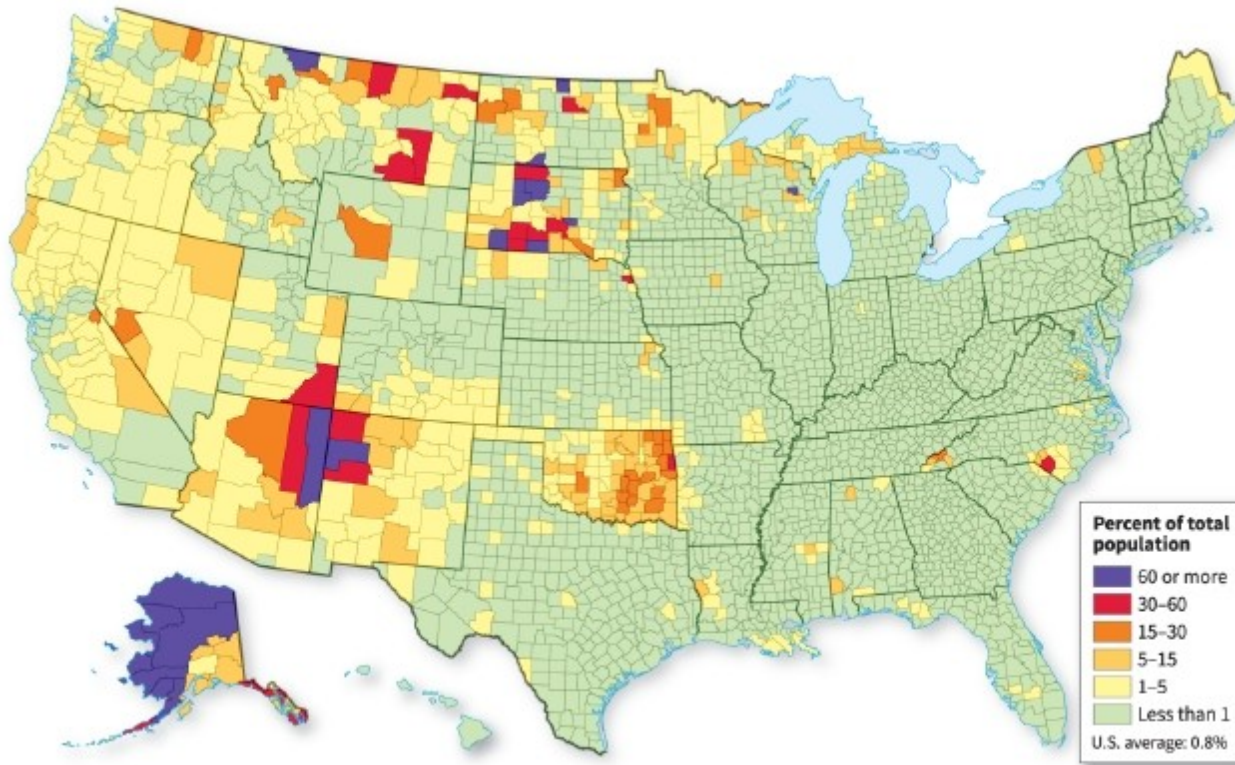 Percent of total
population
60 or more
30–60
15–30
5–15
1–5
Less than 1
U.S. average: 0.8%